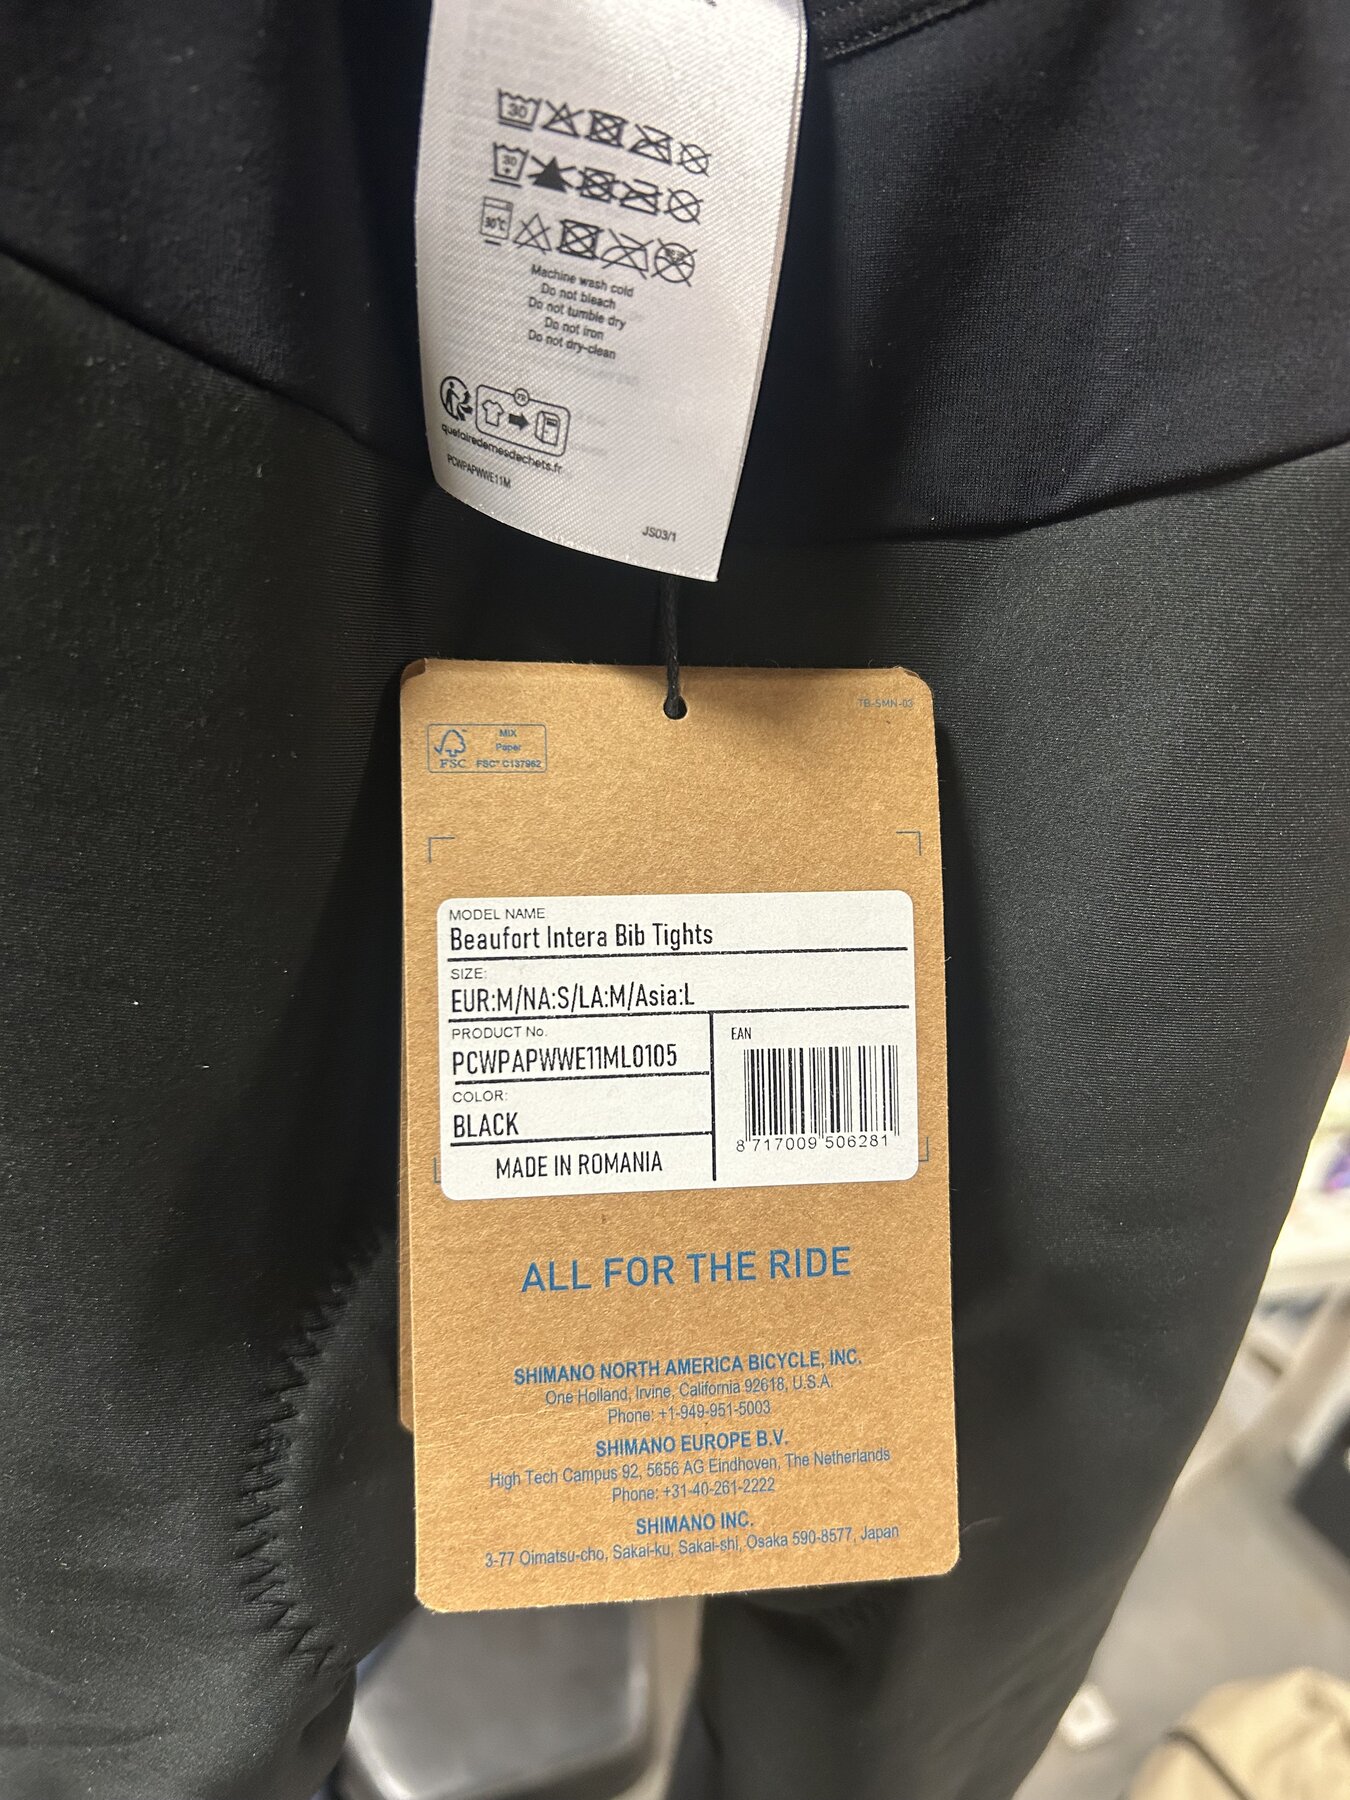 30
30
30°C
Machine wash cold
Do not bleach
Do not tumble dry
Do not iron
Do not dry-clean
FR
quefairedemesdechets.fr
PCWPAPWWE11M
JS03/1
TB-SMN-03
FSC
MIX
Paper
FSC™ C137962
MODEL NAME
Beaufort Intera Bib Tights
SIZE:
EUR:M/NA:S/LA:M/Asia:L
PRODUCT No.
PCWPAPWWE11ML0105
COLOR:
BLACK
MADE IN ROMANIA
EAN
8 717009 506281
ALL FOR THE RIDE
SHIMANO NORTH AMERICA BICYCLE, INC.
One Holland, Irvine, California 92618, U.S.A.
Phone: +1-949-951-5003
SHIMANO EUROPE B.V.
High Tech Campus 92, 5656 AG Eindhoven, The Netherlands
Phone: +31-40-261-2222
SHIMANO INC.
3-77 Oimatsu-cho, Sakai-ku, Sakai-shi, Osaka 590-8577, Japan